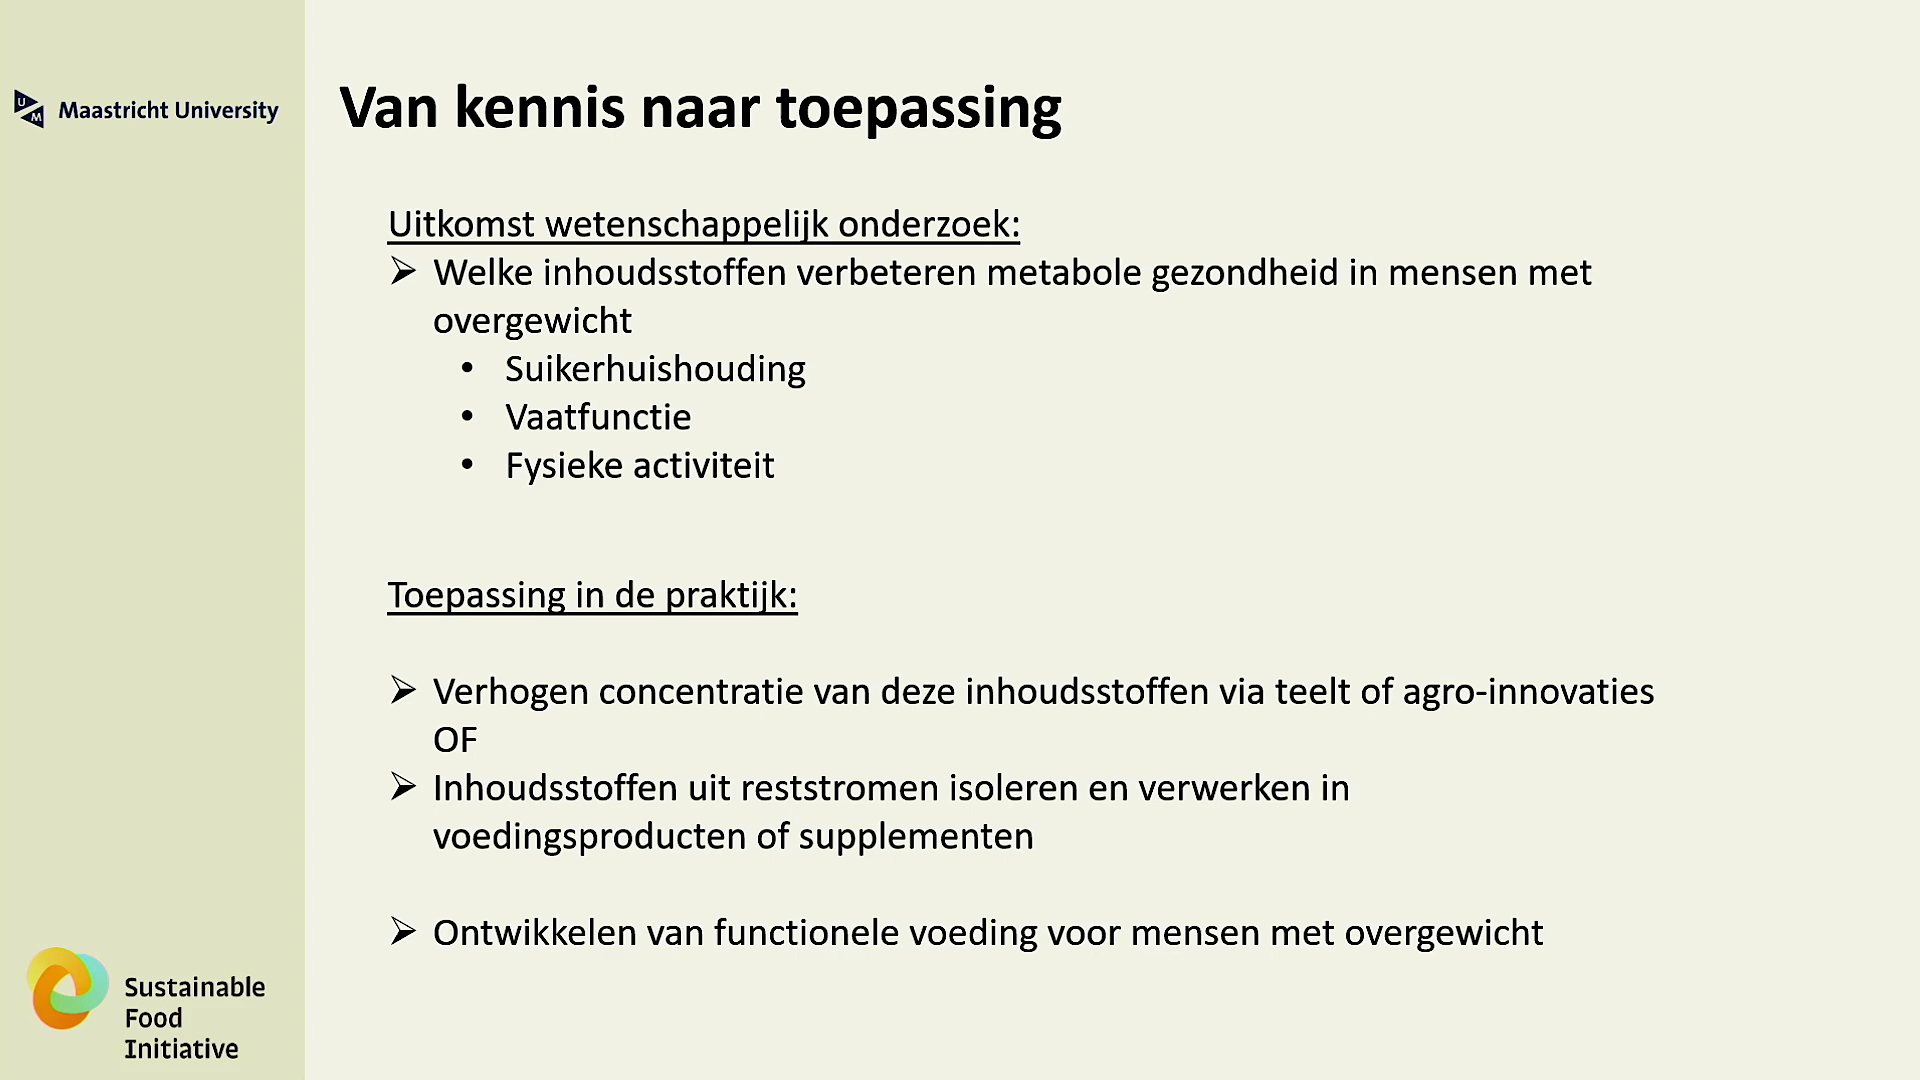 Maastricht University
Van kennis naar toepassing
Uitkomst wetenschappelijk onderzoek:
➢ Welke inhoudsstoffen verbeteren metabole gezondheid in mensen met
overgewicht
• Suikerhuishouding
• Vaatfunctie
• Fysieke activiteit
Toepassing in de praktijk:
➢ Verhogen concentratie van deze inhoudsstoffen via teelt of agro-innovaties
OF
➢ Inhoudsstoffen uit reststromen isoleren en verwerken in
voedingsproducten of supplementen
➢ Ontwikkelen van functionele voeding voor mensen met overgewicht
Sustainable
Food
Initiative